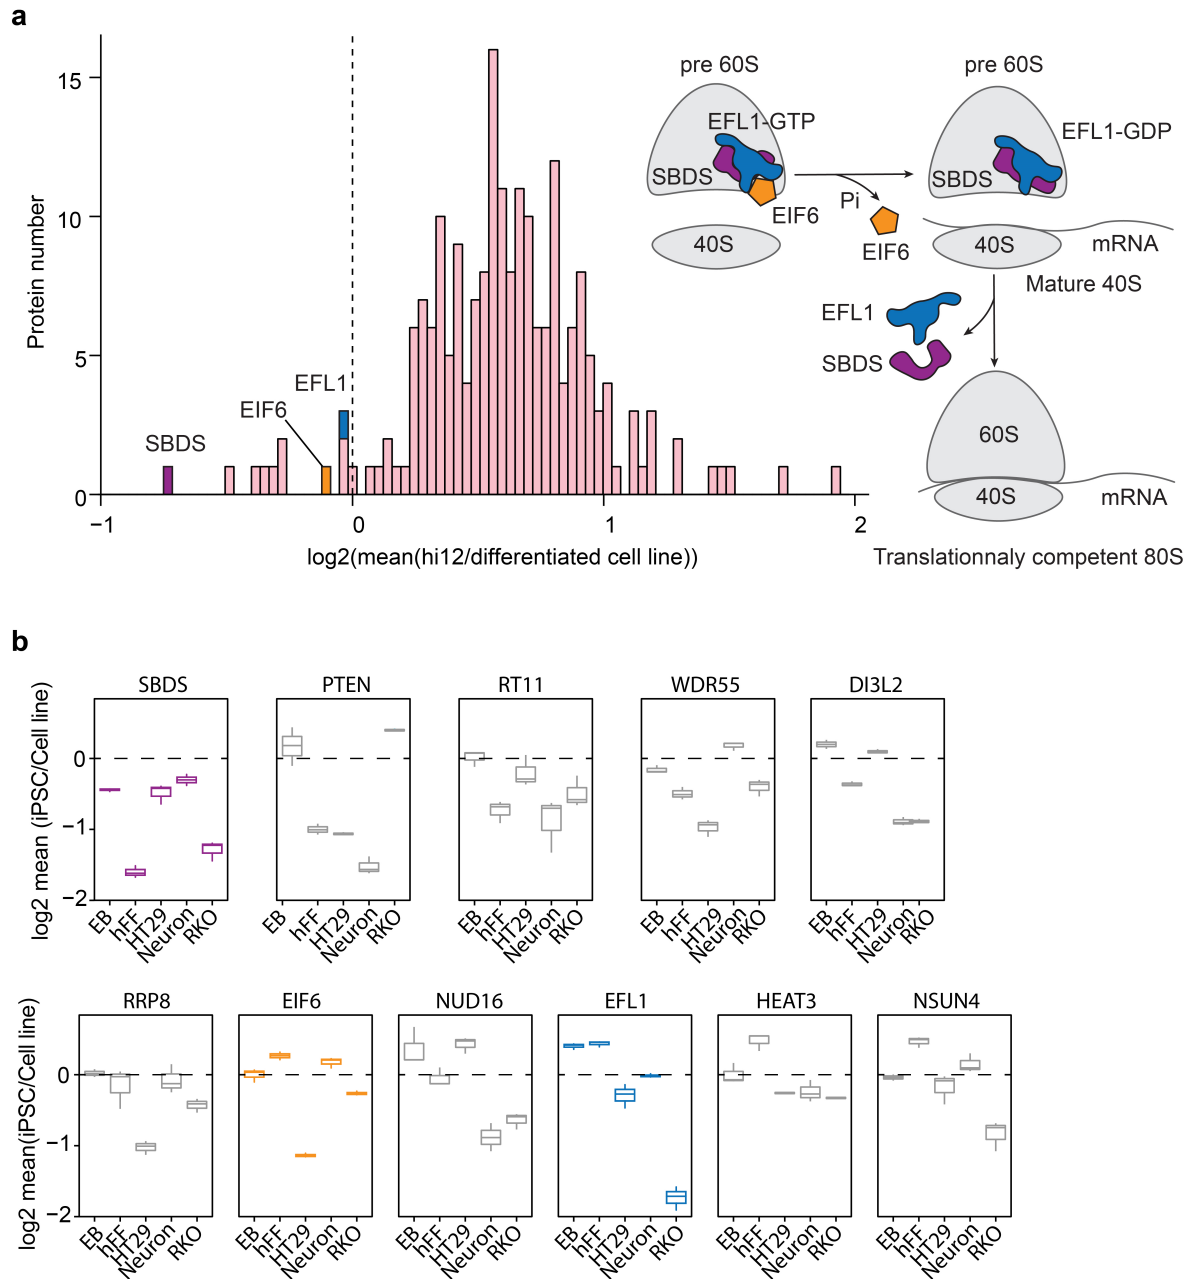 a
15
10
5
0
Protein number
−1
0
1
2
log2(mean(hi12/differentiated cell line))
SBDS
EIF6
EFL1
pre 60S
EFL1-GTP
SBDS
EIF6
40S
Pi
EIF6
pre 60S
EFL1-GDP
SBDS
40S
mRNA
Mature 40S
EFL1
SBDS
60S
40S
mRNA
Translationnaly competent 80S
b
log2 mean (iPSC/Cell line)
0
−1
−2
SBDS
EB
hFF
HT29
Neuron
RKO
PTEN
EB
hFF
HT29
Neuron
RKO
RT11
EB
hFF
HT29
Neuron
RKO
WDR55
EB
hFF
HT29
Neuron
RKO
DI3L2
EB
hFF
HT29
Neuron
RKO
log2 mean(iPSC/Cell line)
0
−1
−2
RRP8
EB
hFF
HT29
Neuron
RKO
EIF6
EB
hFF
HT29
Neuron
RKO
NUD16
EB
hFF
HT29
Neuron
RKO
EFL1
EB
hFF
HT29
Neuron
RKO
HEAT3
EB
hFF
HT29
Neuron
RKO
NSUN4
EB
hFF
HT29
Neuron
RKO